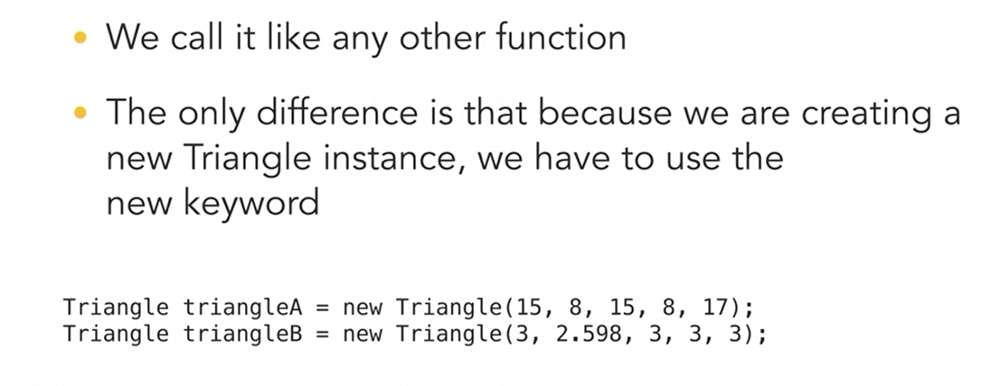 • We call it like any other function
• The only difference is that because we are creating a
new Triangle instance, we have to use the
new keyword
Triangle triangleA = new Triangle(15, 8, 15, 8, 17);
Triangle triangleB = new Triangle(3, 2.598, 3, 3, 3);